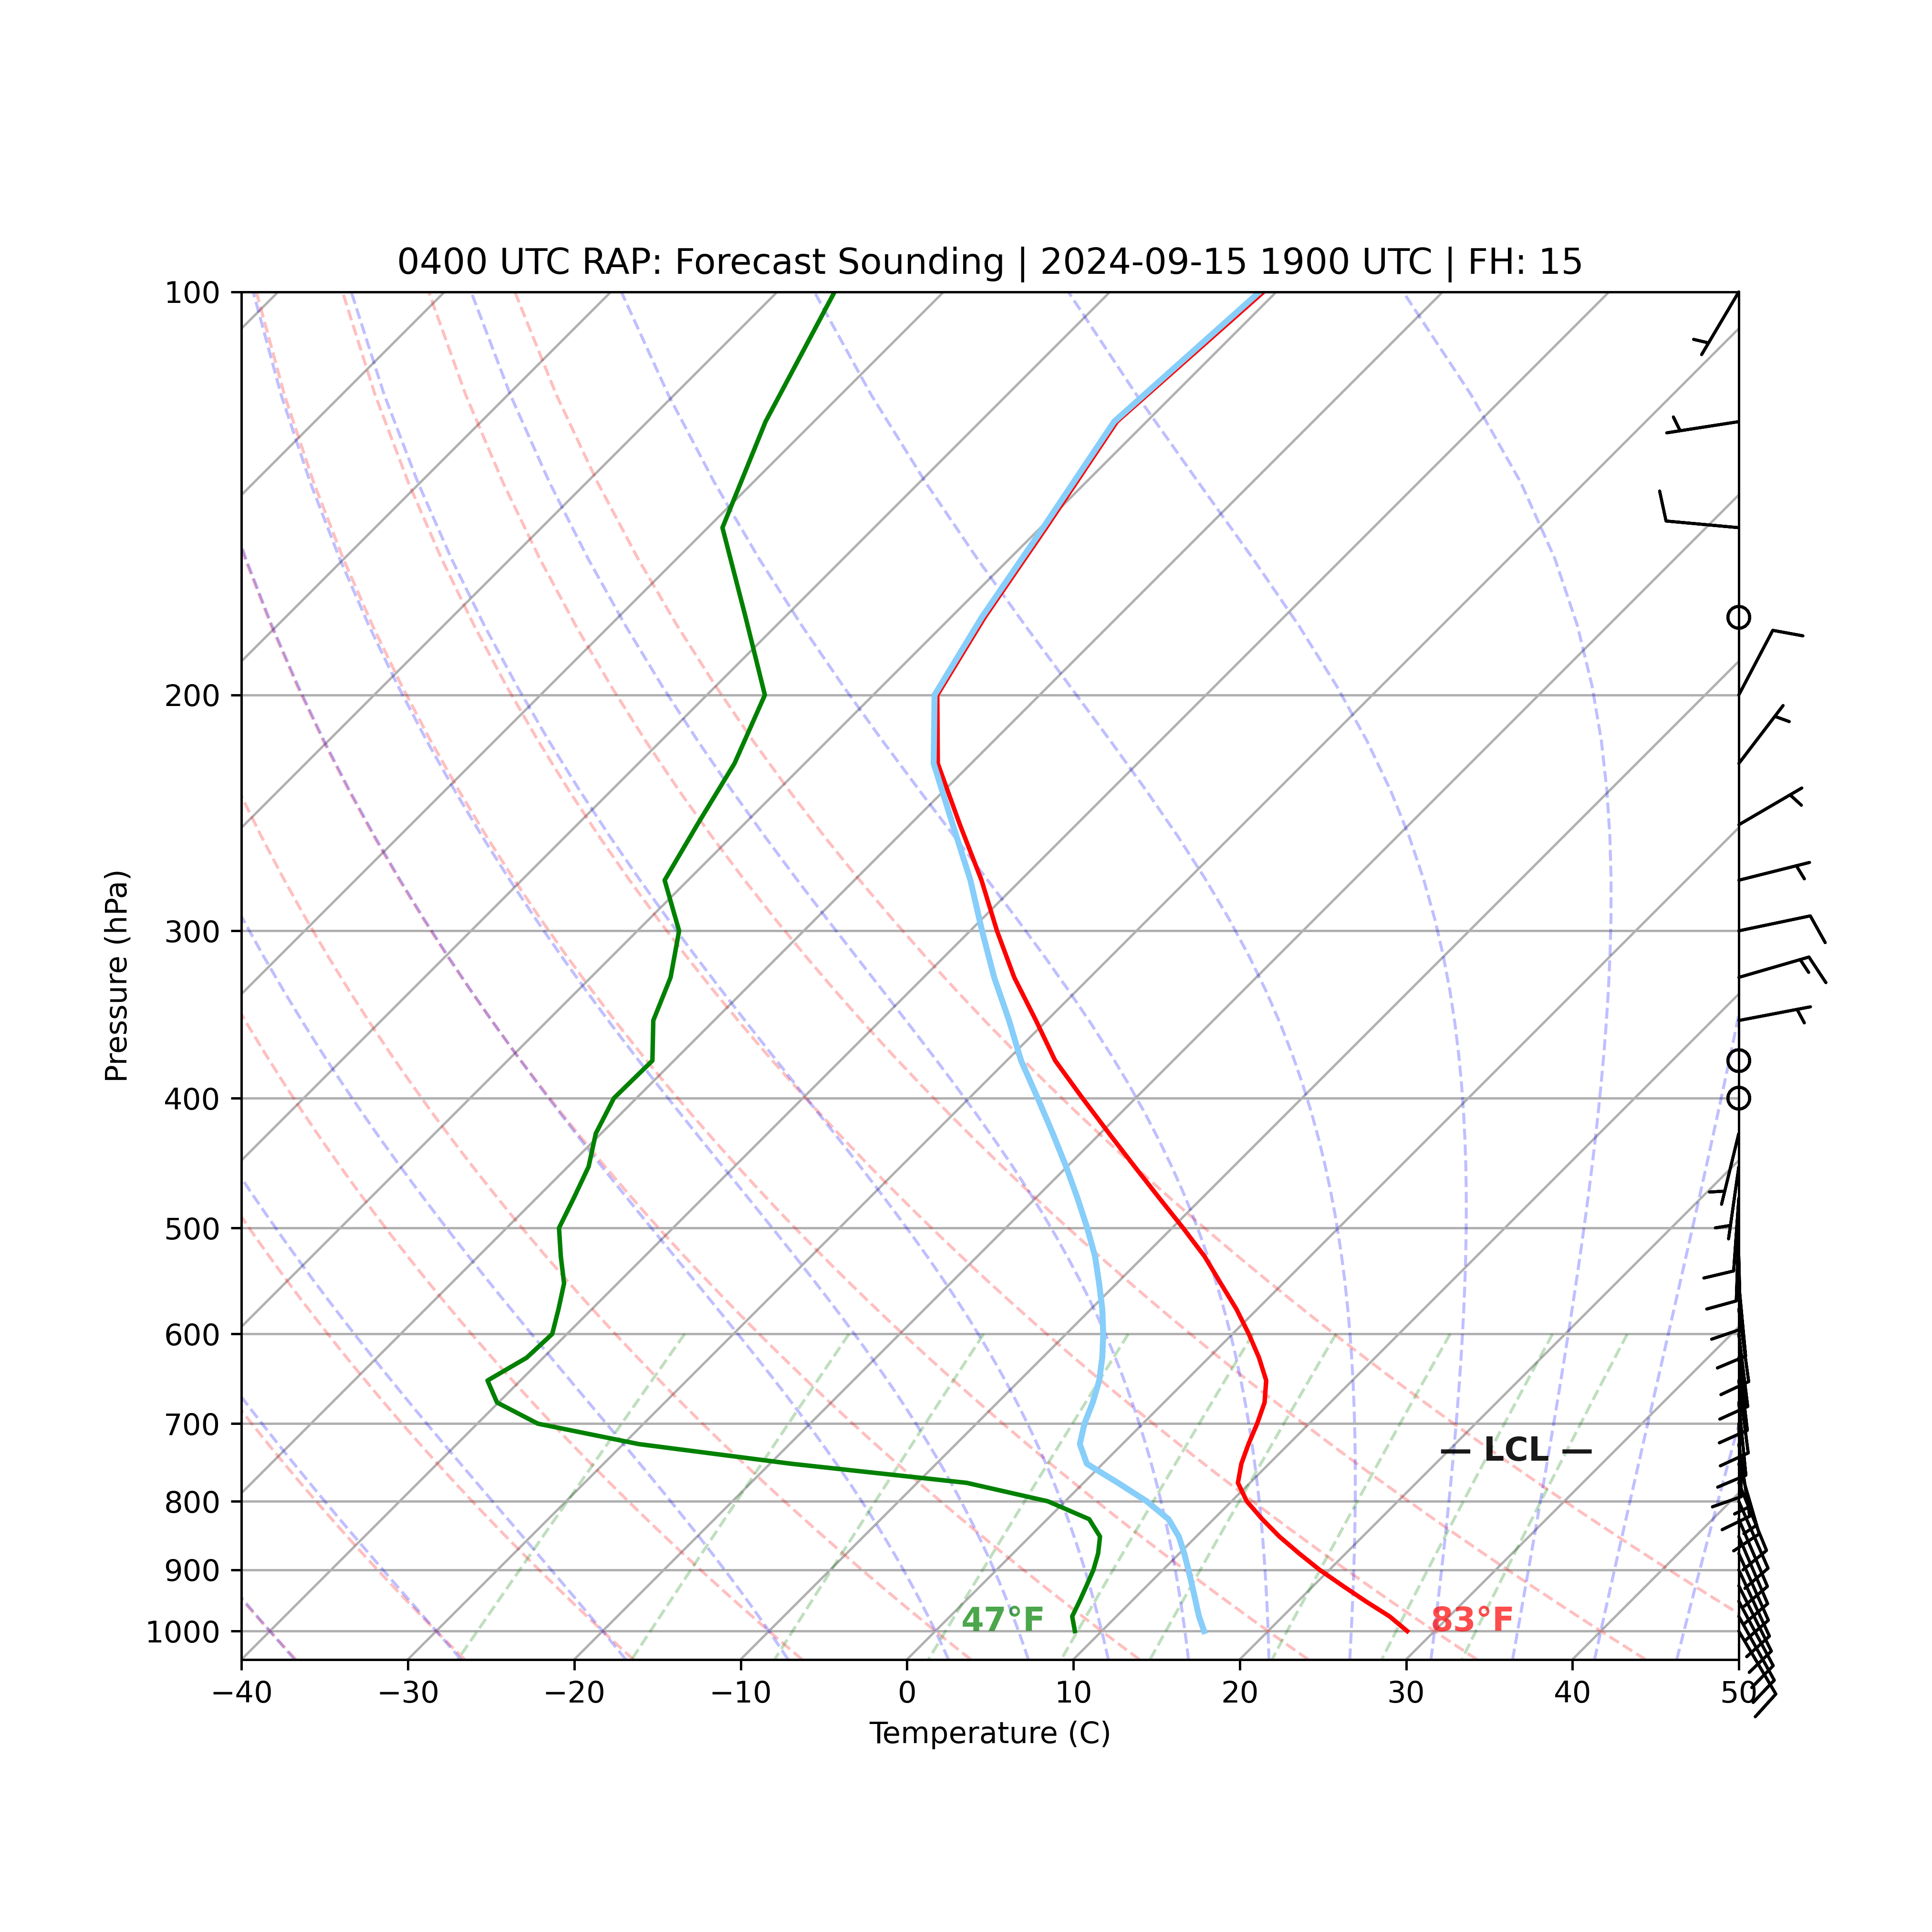 0400 UTC RAP: Forecast Sounding | 2024-09-15 1900 UTC | FH: 15
100
200
300
400
500
600
700
800
900
1000
Pressure (hPa)
— LCL —
47°F
83°F
−40 −30 −20 −10 0 10 20 30 40 50
Temperature (C)